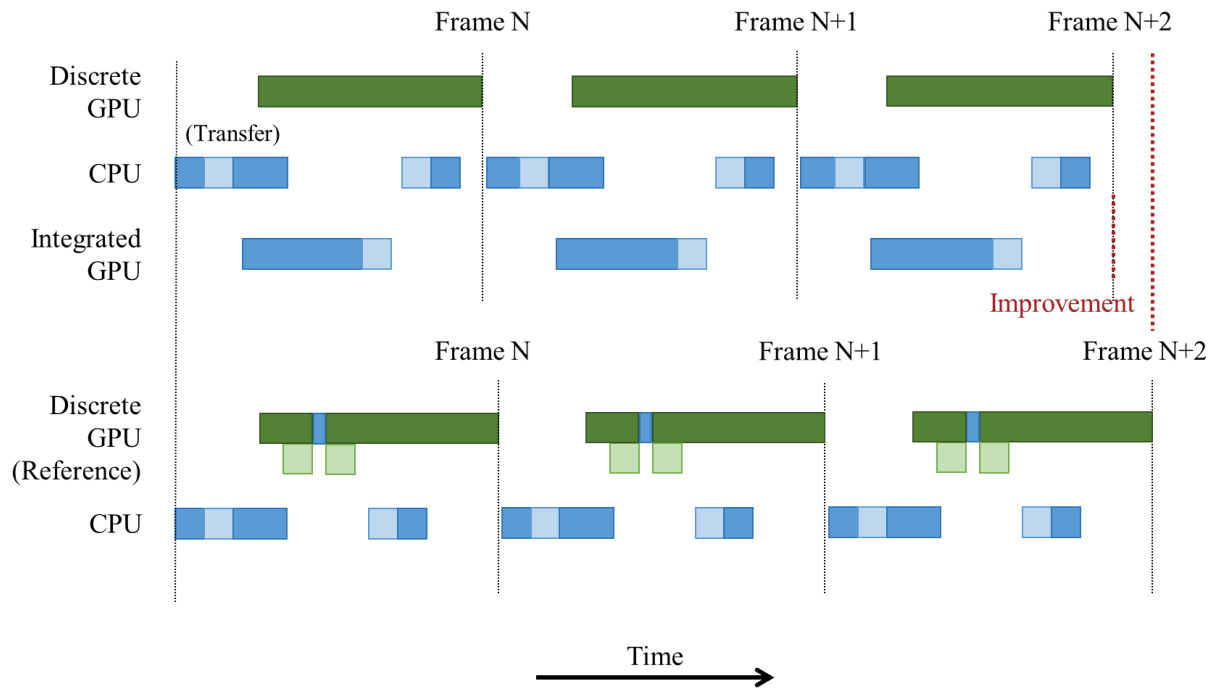 Frame N
Frame N+1
Frame N+2
Discrete
GPU
(Transfer)
CPU
Integrated
GPU
Improvement
Frame N
Frame N+1
Frame N+2
Discrete
GPU
(Reference)
CPU
Time